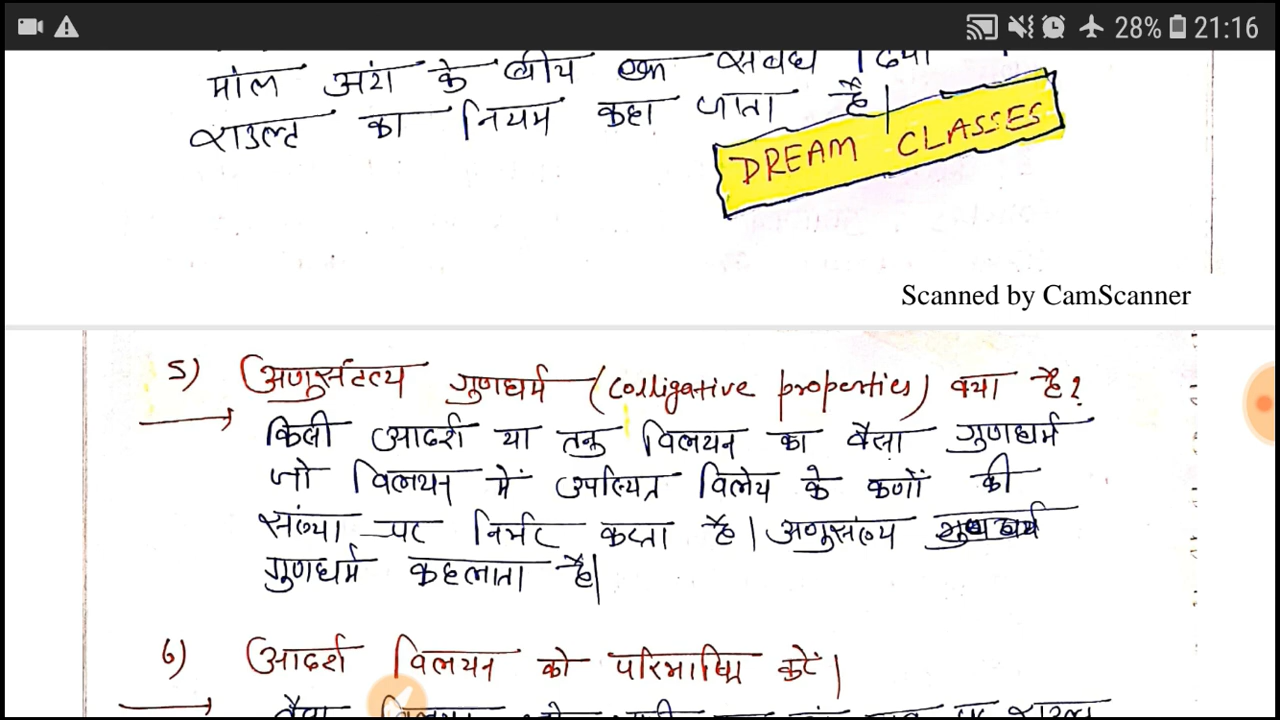 28% 21:16
मोल अंश के बीच एक संबंध दिया
राउल्ट का नियम कहा जाता है।
DREAM CLASSES
Scanned by CamScanner
5) अणुसंख्य गुणधर्म (Colligative properties) क्या है?
किसी आदर्श या तनु विलयन का वैसा गुणधर्म
जो विलयन में उपस्थित विलेय के कणों की
संख्या पर निर्भर करता है। अणुसंख्य
गुणधर्म कहलाता है।
6) आदर्श विलयन को परिभाषित करें।
वैसा विलयन